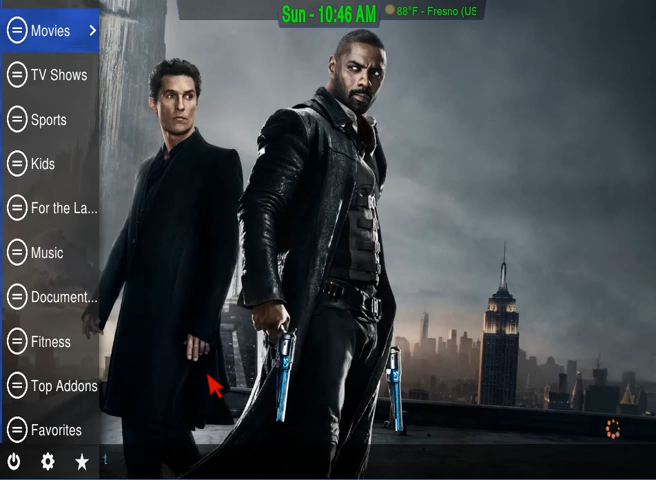 Sun - 10:46 AM
88°F - Fresno (US
Movies
TV Shows
Sports
Kids
For the La...
Music
Document...
Fitness
Top Addons
Favorites
t